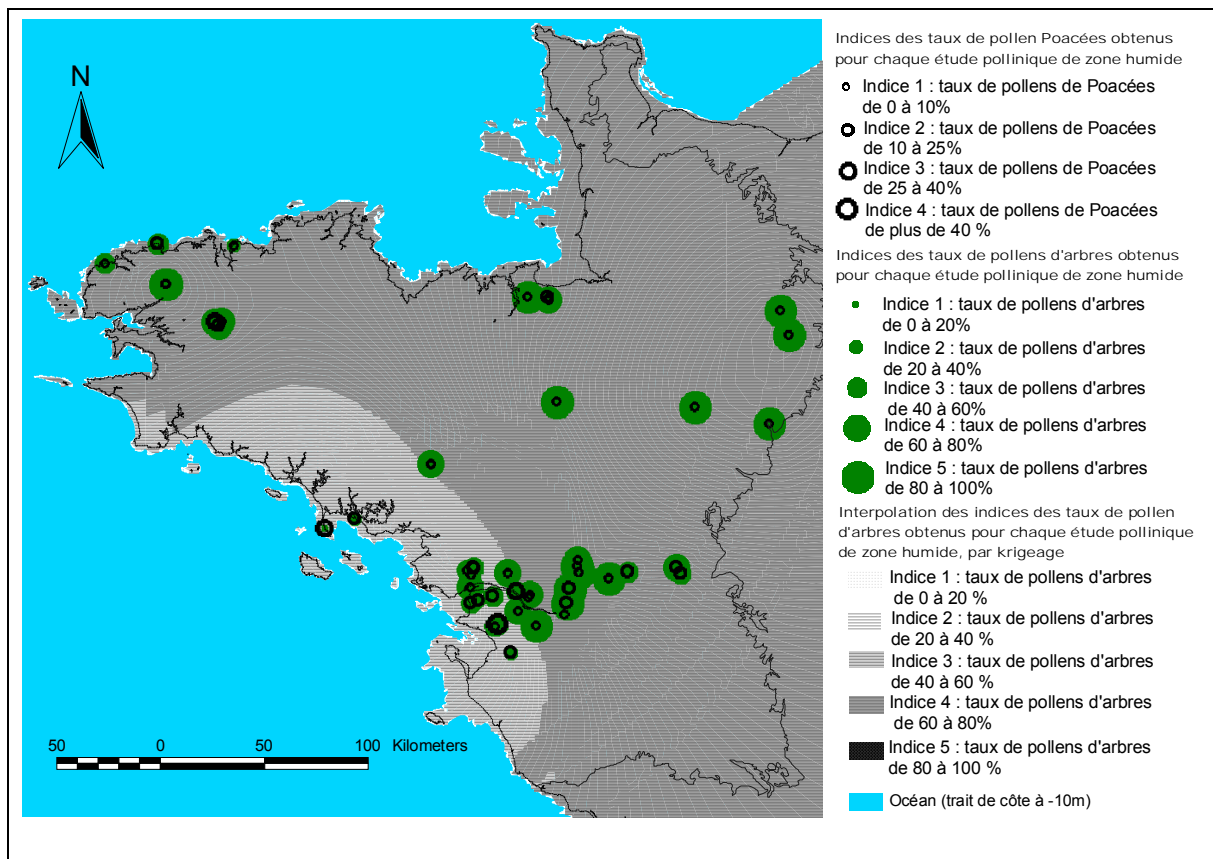 N
50 0 50 100 Kilometers
Indices des taux de pollen Poacées obtenus
pour chaque étude pollinique de zone humide
Indice 1 : taux de pollens de Poacées
de 0 à 10%
Indice 2 : taux de pollens de Poacées
de 10 à 25%
Indice 3 : taux de pollens de Poacées
de 25 à 40%
Indice 4 : taux de pollens de Poacées
de plus de 40 %
Indices des taux de pollens d'arbres obtenus
pour chaque étude pollinique de zone humide
Indice 1 : taux de pollens d'arbres
de 0 à 20%
Indice 2 : taux de pollens d'arbres
de 20 à 40%
Indice 3 : taux de pollens d'arbres
de 40 à 60%
Indice 4 : taux de pollens d'arbres
de 60 à 80%
Indice 5 : taux de pollens d'arbres
de 80 à 100%
Interpolation des indices des taux de pollen
d'arbres obtenus pour chaque étude pollinique
de zone humide, par krigeage
Indice 1 : taux de pollens d'arbres
de 0 à 20 %
Indice 2 : taux de pollens d'arbres
de 20 à 40 %
Indice 3 : taux de pollens d'arbres
de 40 à 60 %
Indice 4 : taux de pollens d'arbres
de 60 à 80%
Indice 5 : taux de pollens d'arbres
de 80 à 100 %
Océan (trait de côte à -10m)